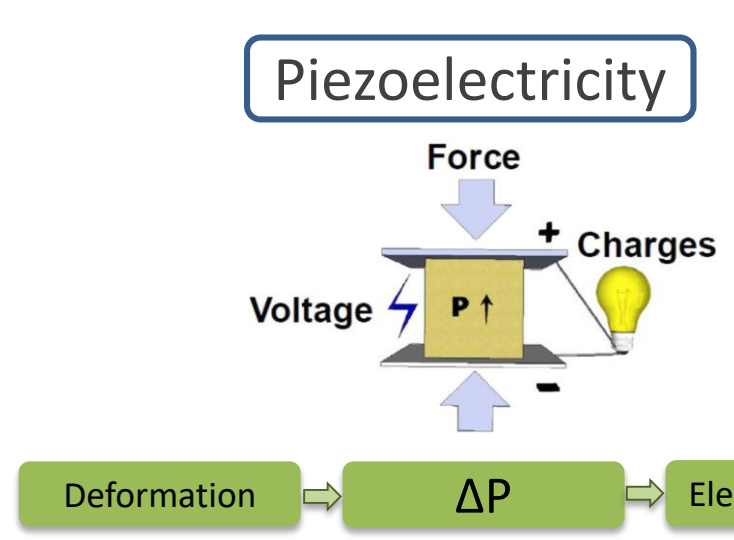 Piezoelectricity
Force
+
Charges
Voltage
P ↑
-
Deformation
ΔP